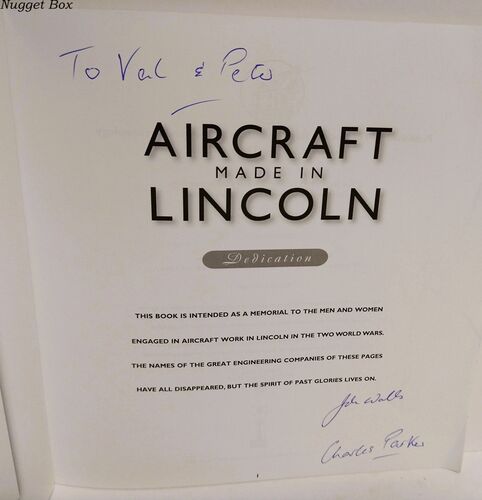 Nugget Box
To Val & Pete
AIRCRAFT
MADE IN
LINCOLN
Dedication
THIS BOOK IS INTENDED AS A MEMORIAL TO THE MEN AND WOMEN
ENGAGED IN AIRCRAFT WORK IN LINCOLN IN THE TWO WORLD WARS.
THE NAMES OF THE GREAT ENGINEERING COMPANIES OF THESE PAGES
HAVE ALL DISAPPEARED, BUT THE SPIRIT OF PAST GLORIES LIVES ON.
John Walls
Charles Parker